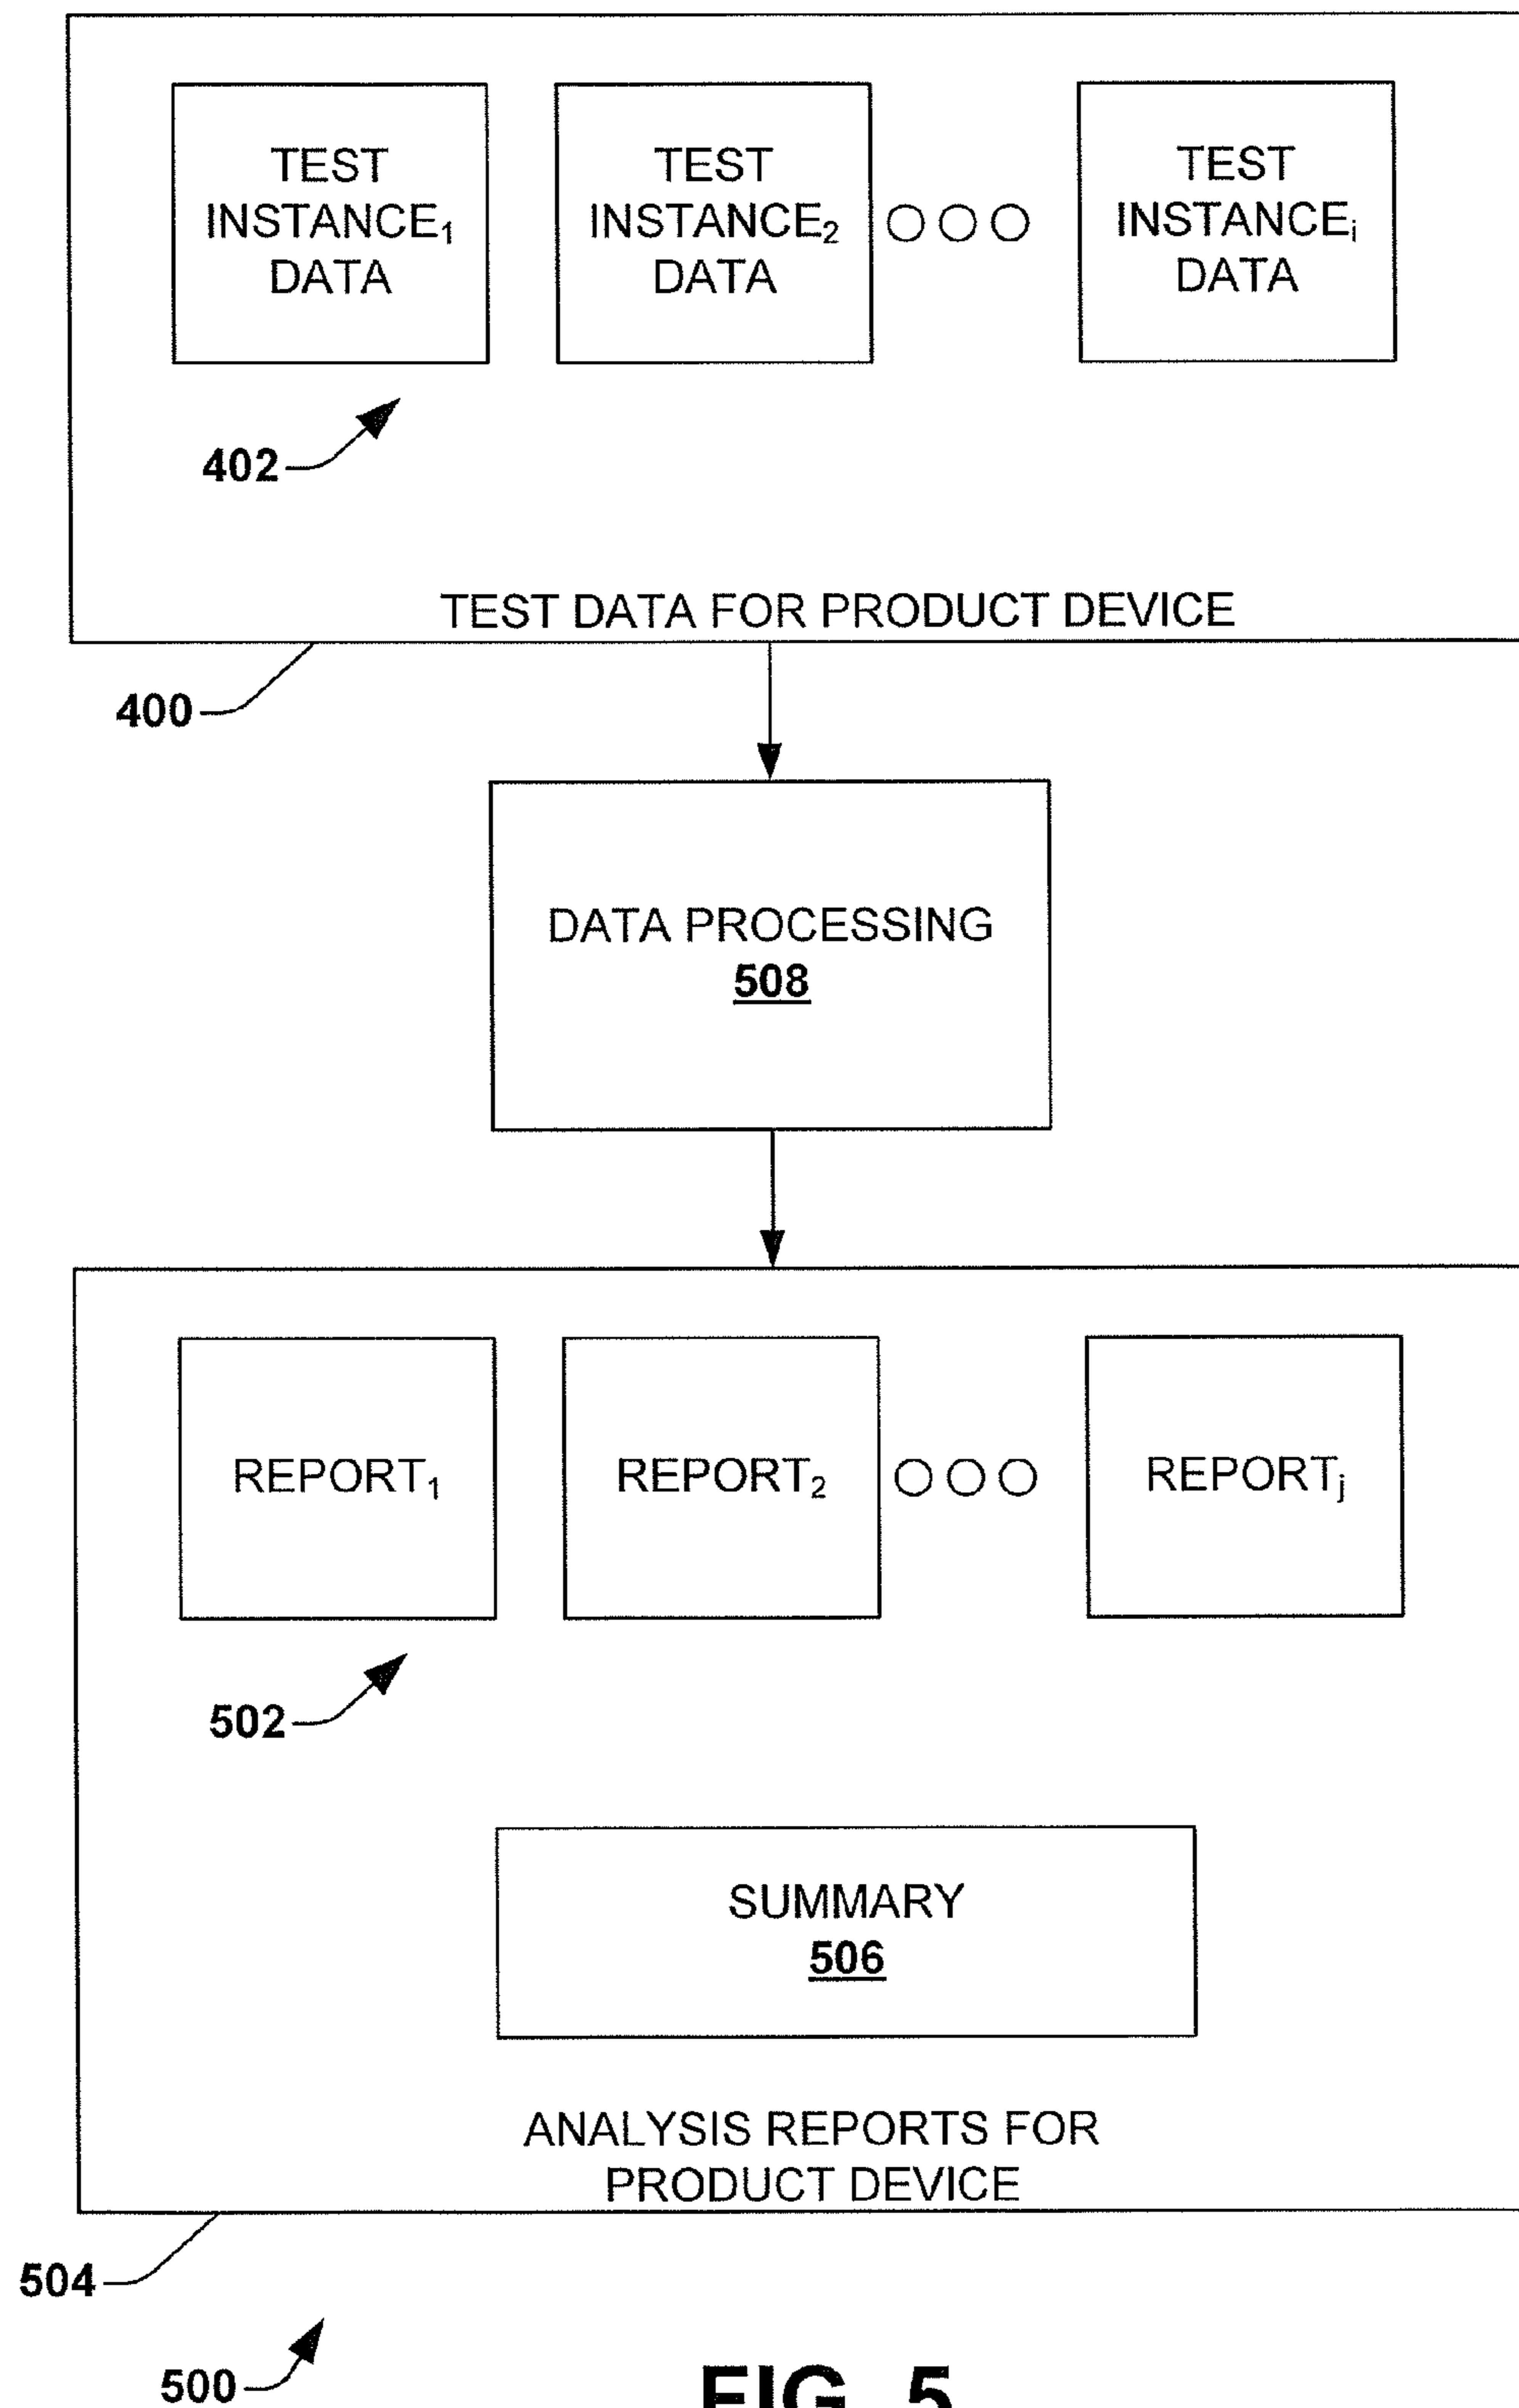 TEST
INSTANCE₁
DATA
TEST
INSTANCE₂
DATA
TEST
INSTANCEᵢ
DATA
402
TEST DATA FOR PRODUCT DEVICE
400
DATA PROCESSING
508
REPORT₁
REPORT₂
REPORTⱼ
502
SUMMARY
506
ANALYSIS REPORTS FOR
PRODUCT DEVICE
504
500
FIG. 5